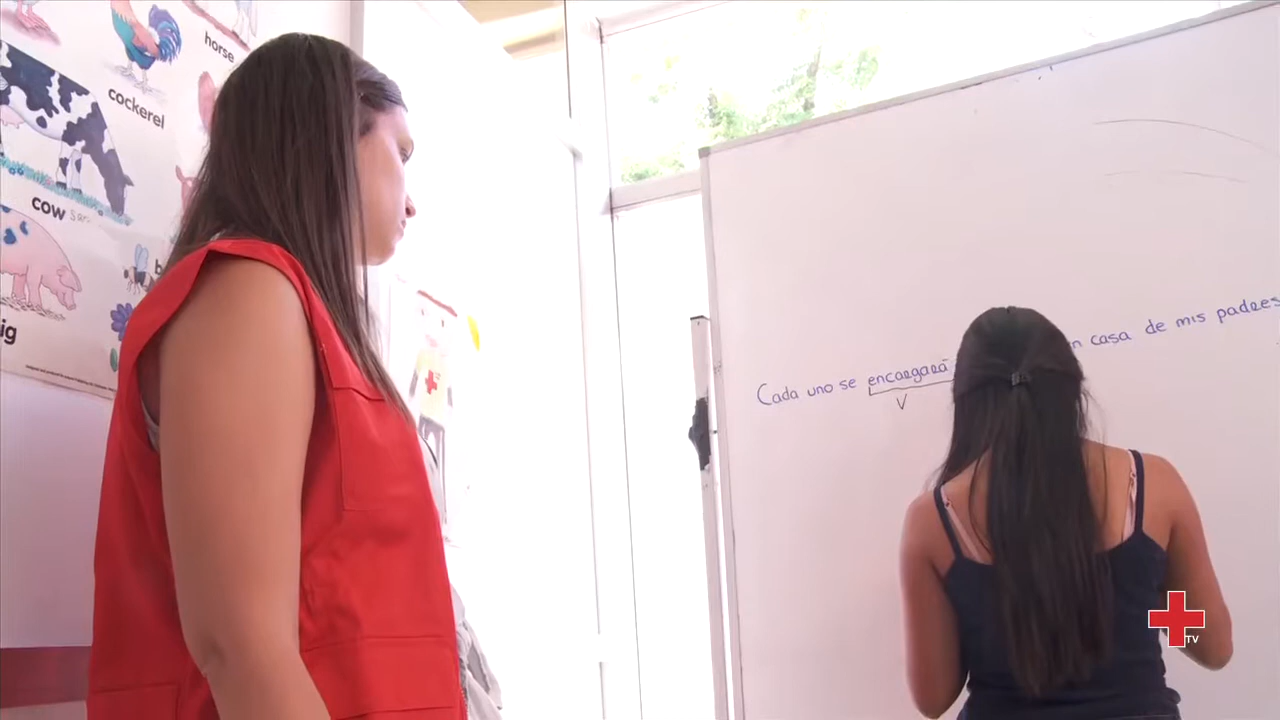 horse
cockerel
cow
ig
b
Cada uno se encargará
n casa de mis padres
V
TV